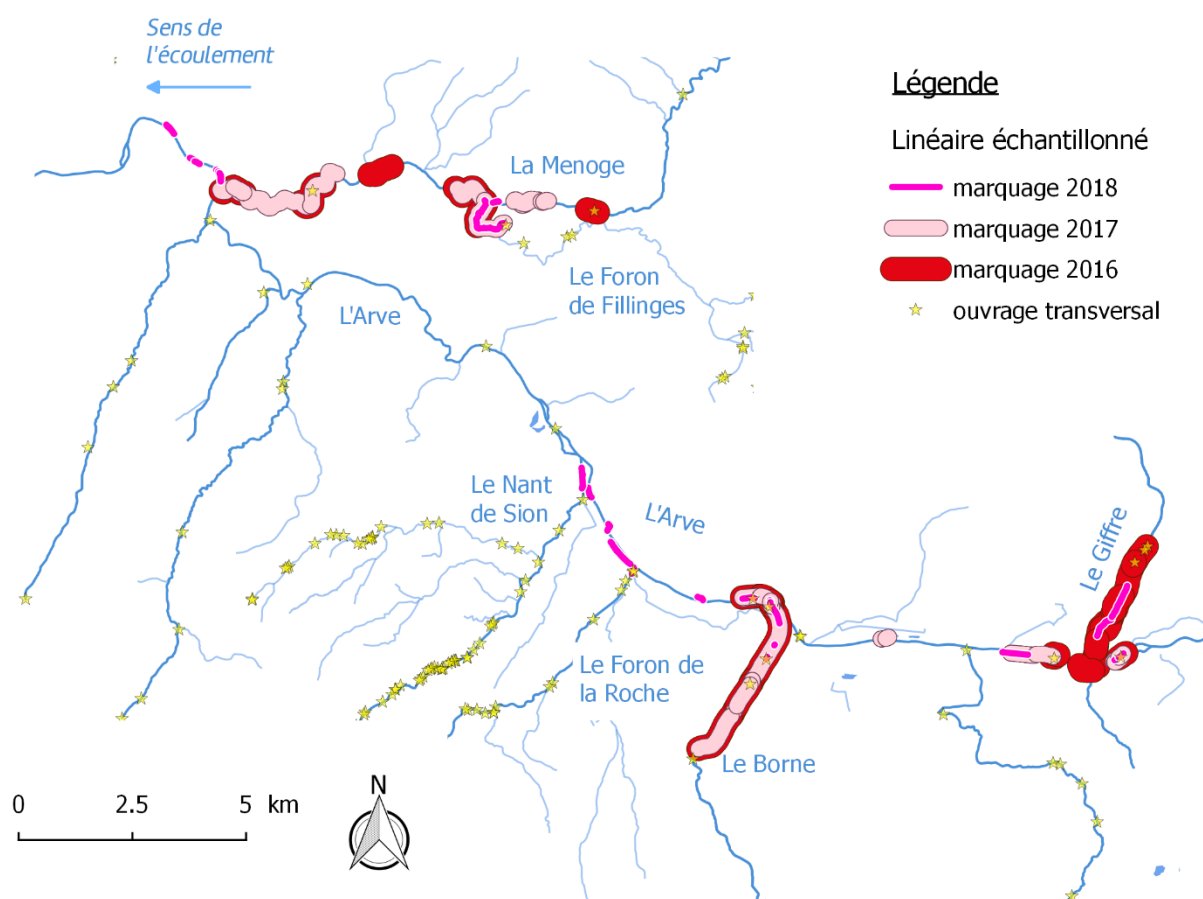 Sens de
l'écoulement
Légende
Linéaire échantillonné
marquage 2018
marquage 2017
marquage 2016
ouvrage transversal
La Menoge
Le Foron
de Fillinges
L'Arve
Le Nant
de Sion
L'Arve
Le Giffre
Le Foron de
la Roche
Le Borne
N
0 2.5 5 km